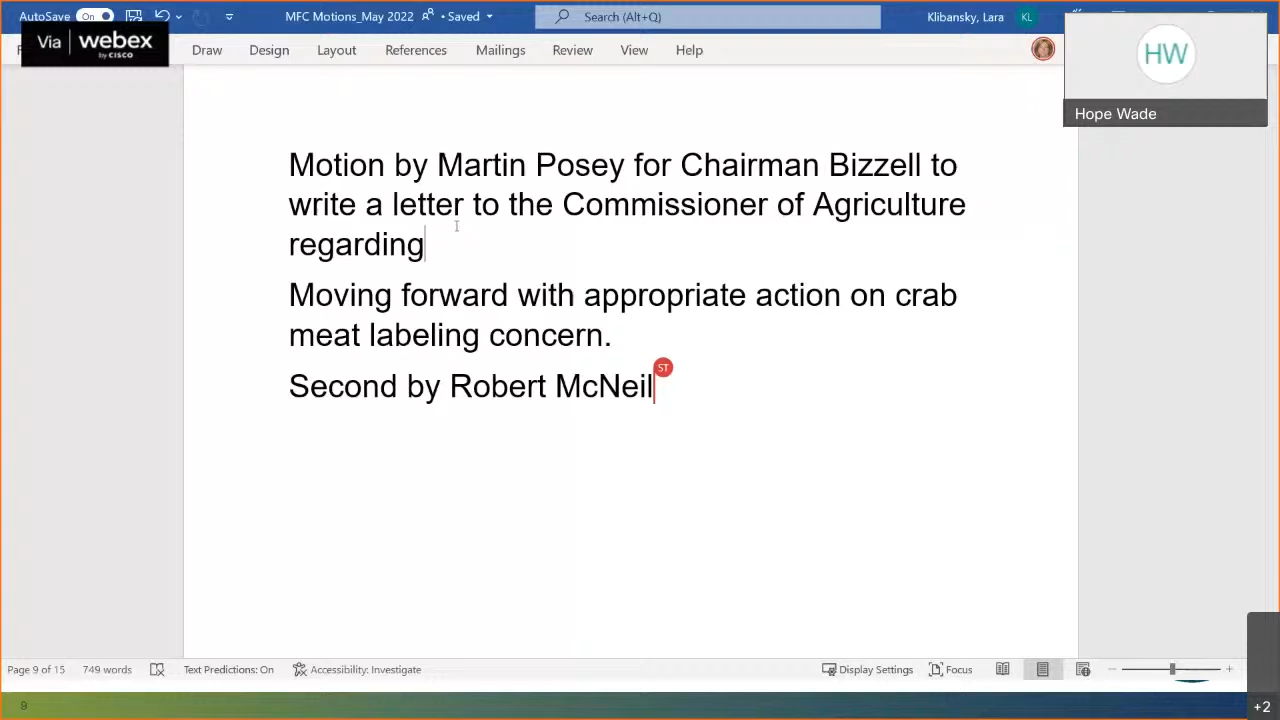 AutoSave On MFC Motions_May 2022 • Saved Search (Alt+Q) Klibansky, Lara KL
Via webex by CISCO
Draw Design Layout References Mailings Review View Help
HW
Hope Wade
Motion by Martin Posey for Chairman Bizzell to
write a letter to the Commissioner of Agriculture
regarding
Moving forward with appropriate action on crab
meat labeling concern.
ST
Second by Robert McNeil
Page 9 of 15 749 words Text Predictions: On Accessibility: Investigate Display Settings Focus
9
+2